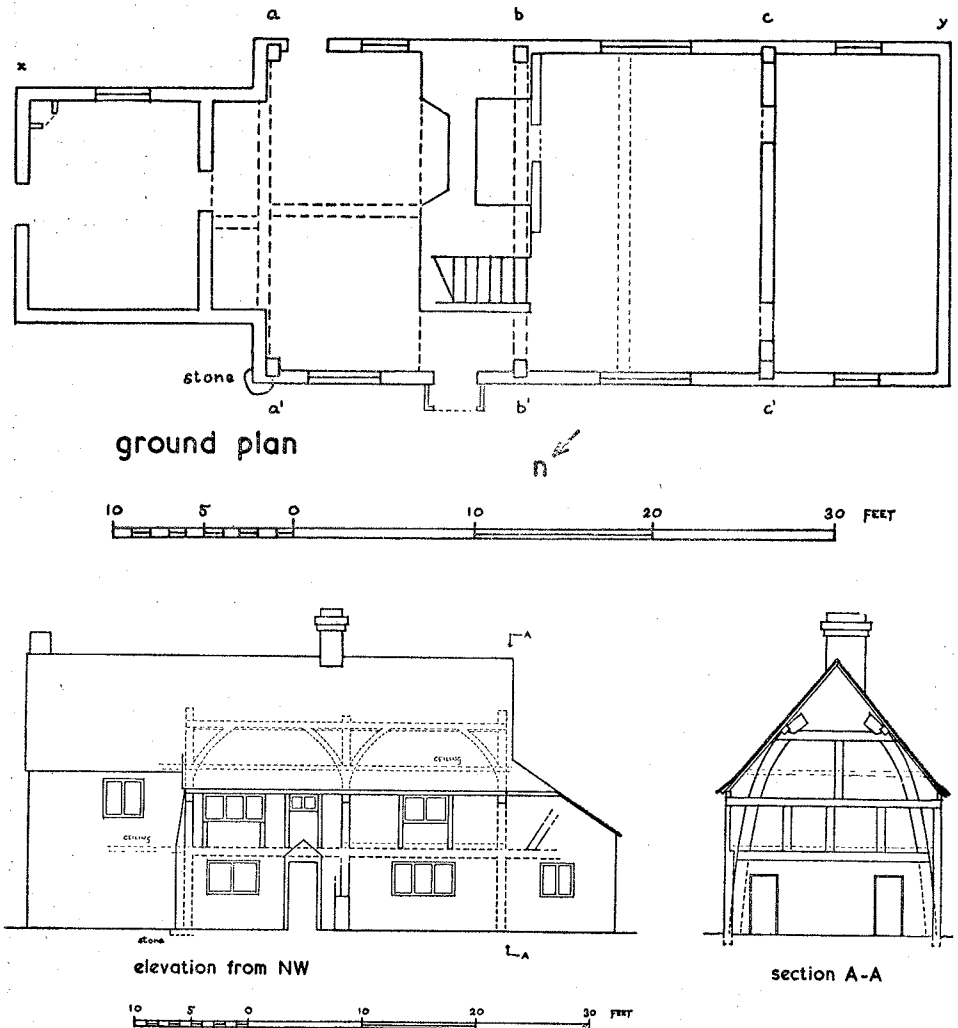 a b c y
x
stone
a' b' c'
ground plan
n
10 5 0 10 20 30 FEET
A
CEILING
CEILING
stone
A
elevation from NW
section A-A
10 5 0 10 20 30 FEET